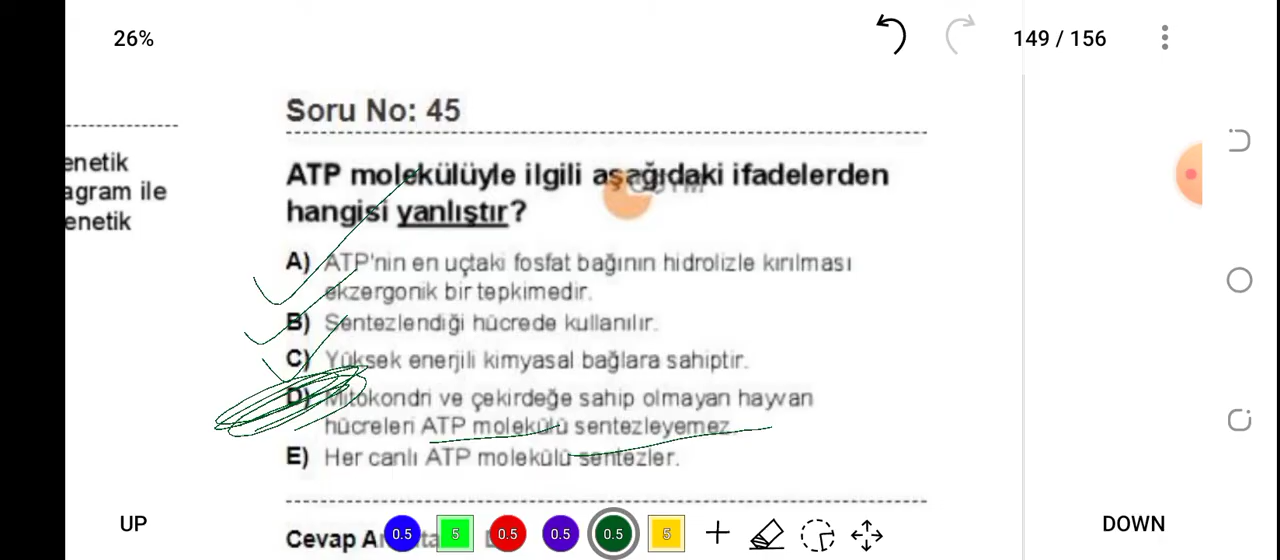 26%
149 / 156
Soru No: 45
enetik
agram ile
enetik
ATP molekülüyle ilgili aşağıdaki ifadelerden
hangisi yanlıştır?
A) ATP'nin en uçtaki fosfat bağının hidrolizle kırılması
ekzergonik bir tepkimedir.
B) Sentezlendiği hücrede kullanılır.
C) Yüksek enerjili kimyasal bağlara sahiptir.
D) Mitokondri ve çekirdeğe sahip olmayan hayvan
hücreleri ATP molekülü sentezleyemez.
E) Her canlı ATP molekülü sentezler.
UP
Cevap
0.5 5 0.5 0.5 0.5 5
DOWN